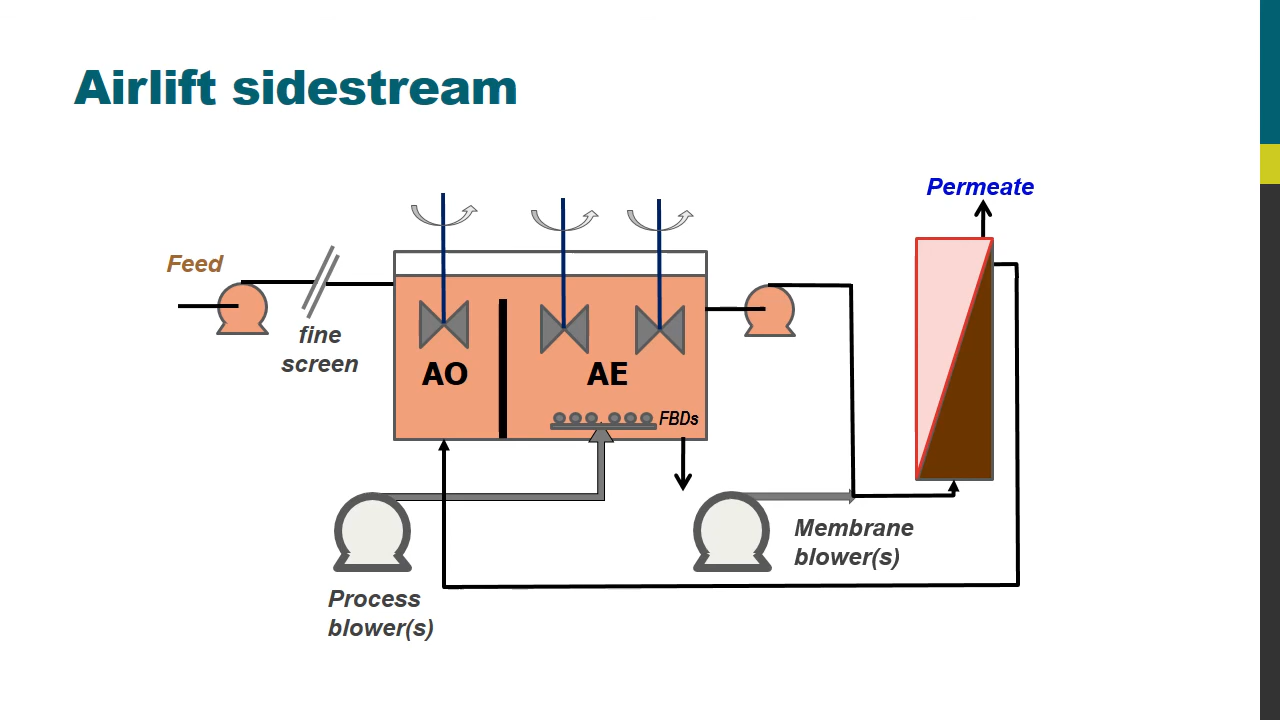 Airlift sidestream
Permeate
Feed
fine
screen
AO
AE
FBDs
Membrane
blower(s)
Process
blower(s)